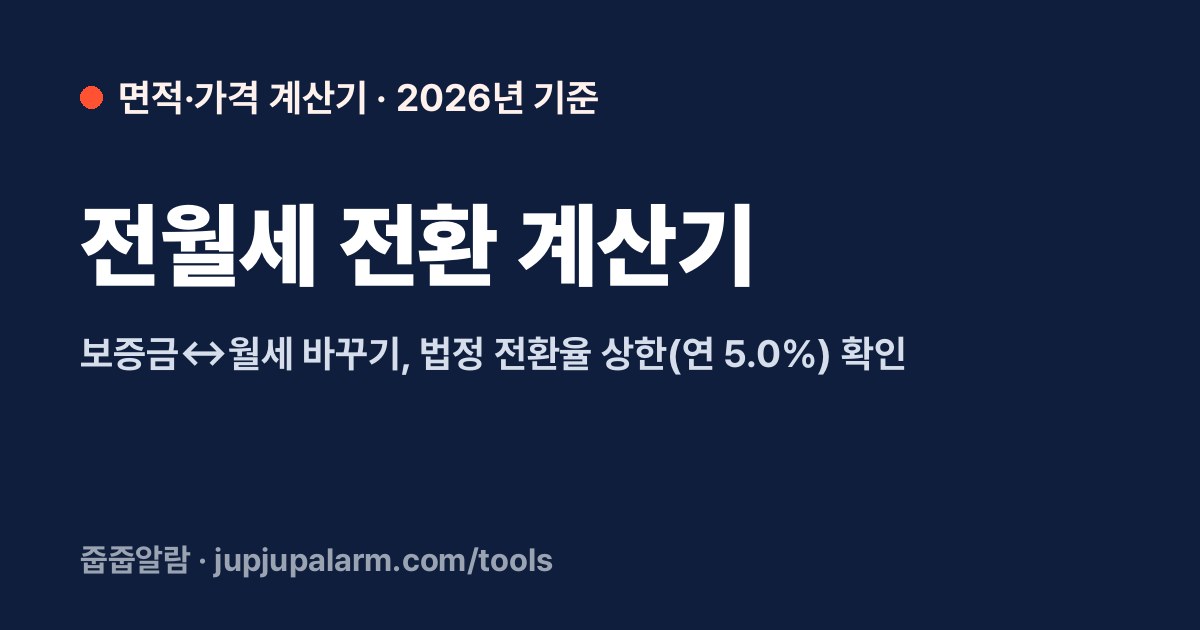 면적·가격 계산기 · 2026년 기준
전월세 전환 계산기
보증금↔월세 바꾸기, 법정 전환율 상한(연 5.0%) 확인
줍줍알람 · jupjupalarm.com/tools